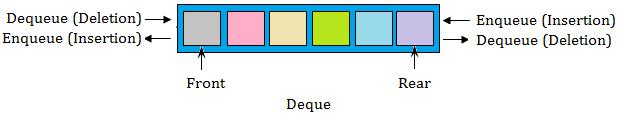 Dequeue (Deletion)
Enqueue (Insertion)
Enqueue (Insertion)
Dequeue (Deletion)
Front
Rear
Deque